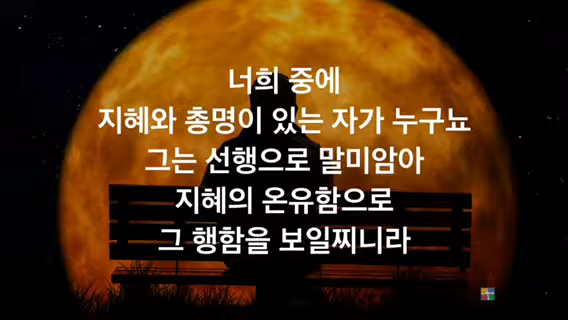 너희 중에
지혜와 총명이 있는 자가 누구뇨
그는 선행으로 말미암아
지혜의 온유함으로
그 행함을 보일찌니라